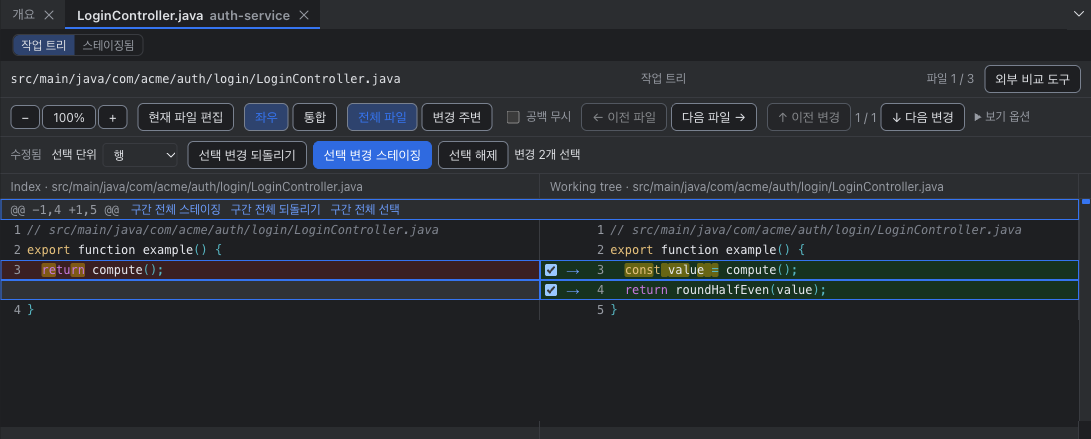 개요 × LoginController.java auth-service ×
작업 트리 스테이징됨
src/main/java/com/acme/auth/login/LoginController.java 작업 트리 파일 1 / 3 외부 비교 도구
− 100% + 현재 파일 편집 좌우 통합 전체 파일 변경 주변 공백 무시 ← 이전 파일 다음 파일 → ↑ 이전 변경 1 / 1 ↓ 다음 변경 ▶ 보기 옵션
수정됨 선택 단위 행 선택 변경 되돌리기 선택 변경 스테이징 선택 해제 변경 2개 선택
Index · src/main/java/com/acme/auth/login/LoginController.java Working tree · src/main/java/com/acme/auth/login/LoginController.java
@@ −1,4 +1,5 @@ 구간 전체 스테이징 구간 전체 되돌리기 구간 전체 선택
1 // src/main/java/com/acme/auth/login/LoginController.java 1 // src/main/java/com/acme/auth/login/LoginController.java
2 export function example() { 2 export function example() {
3 return compute(); → 3 const value = compute();
→ 4 return roundHalfEven(value);
4 } 5 }